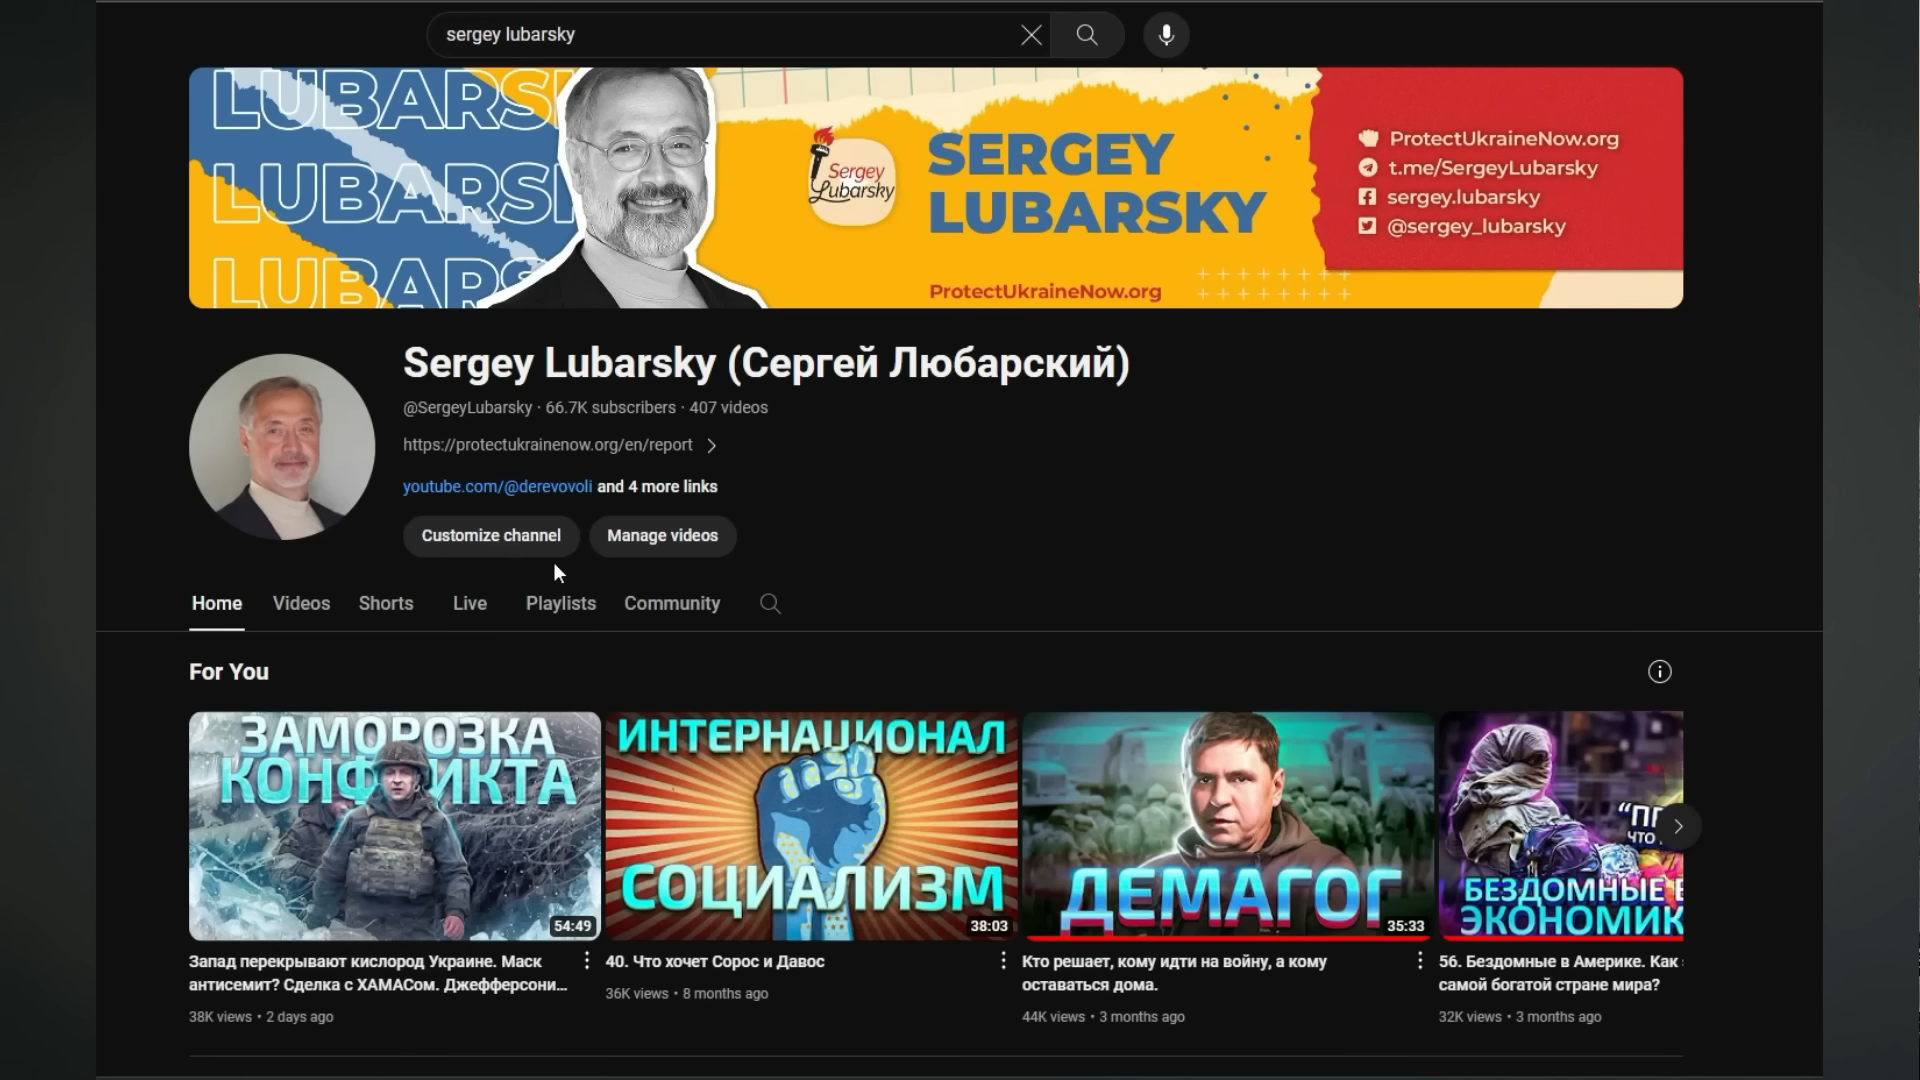 sergey lubarsky
LUBARSK
LUBARSK
LUBARS
Sergey
Lubarsky
SERGEY
LUBARSKY
ProtectUkraineNow.org
ProtectUkraineNow.org
t.me/SergeyLubarsky
sergey.lubarsky
@sergey_lubarsky
Sergey Lubarsky (Сергей Любарский)
@SergeyLubarsky · 66.7K subscribers · 407 videos
https://protectukrainenow.org/en/report
youtube.com/@derevovoli and 4 more links
Customize channel Manage videos
Home Videos Shorts Live Playlists Community
For You
ЗАМОРОЗКА
КОНФЛИКТА
54:49
Запад перекрывают кислород Украине. Маск
антисемит? Сделка с ХАМАСом. Джефферсони...
38K views • 2 days ago
ИНТЕРНАЦИОНАЛ
СОЦИАЛИЗМ
38:03
40. Что хочет Сорос и Давос
36K views • 8 months ago
ДЕМАГОГ
35:33
Кто решает, кому идти на войну, а кому
оставаться дома.
44K views • 3 months ago
ЧТО
БЕЗДОМНЫЕ
ЭКОНОМИК
56. Бездомные в Америке. Как
самой богатой стране мира?
32K views • 3 months ago